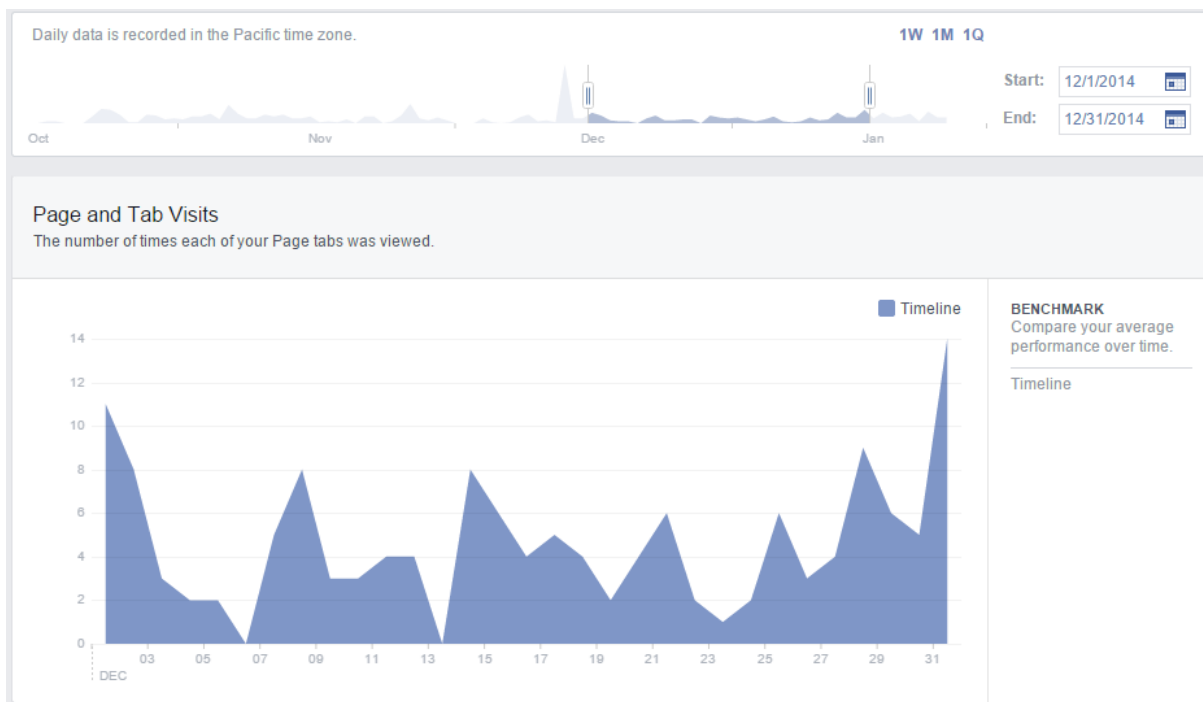 Daily data is recorded in the Pacific time zone.
1W 1M 1Q
Start: 12/1/2014
End: 12/31/2014
Oct Nov Dec Jan
Page and Tab Visits
The number of times each of your Page tabs was viewed.
Timeline
14
12
10
8
6
4
2
0
03 05 07 09 11 13 15 17 19 21 23 25 27 29 31
DEC
BENCHMARK
Compare your average
performance over time.
Timeline